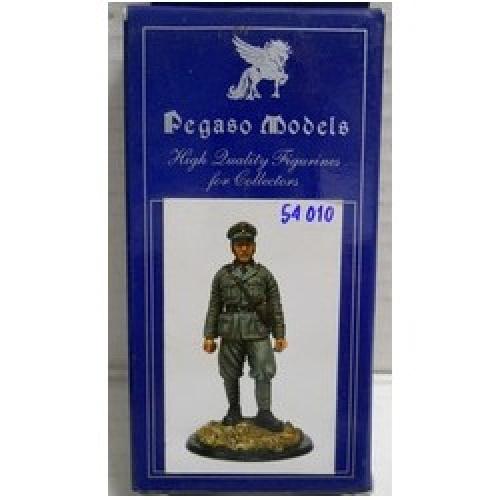 Pegaso Models
High Quality Figurines
for Collectors
54 010